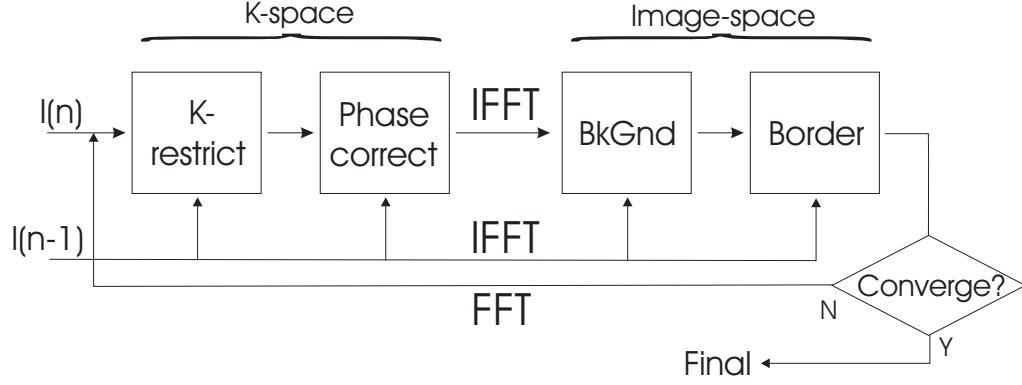 K-space
Image-space
I(n)
K-
restrict
Phase
correct
IFFT
BkGnd
Border
I(n-1)
IFFT
Converge?
FFT
N
Y
Final